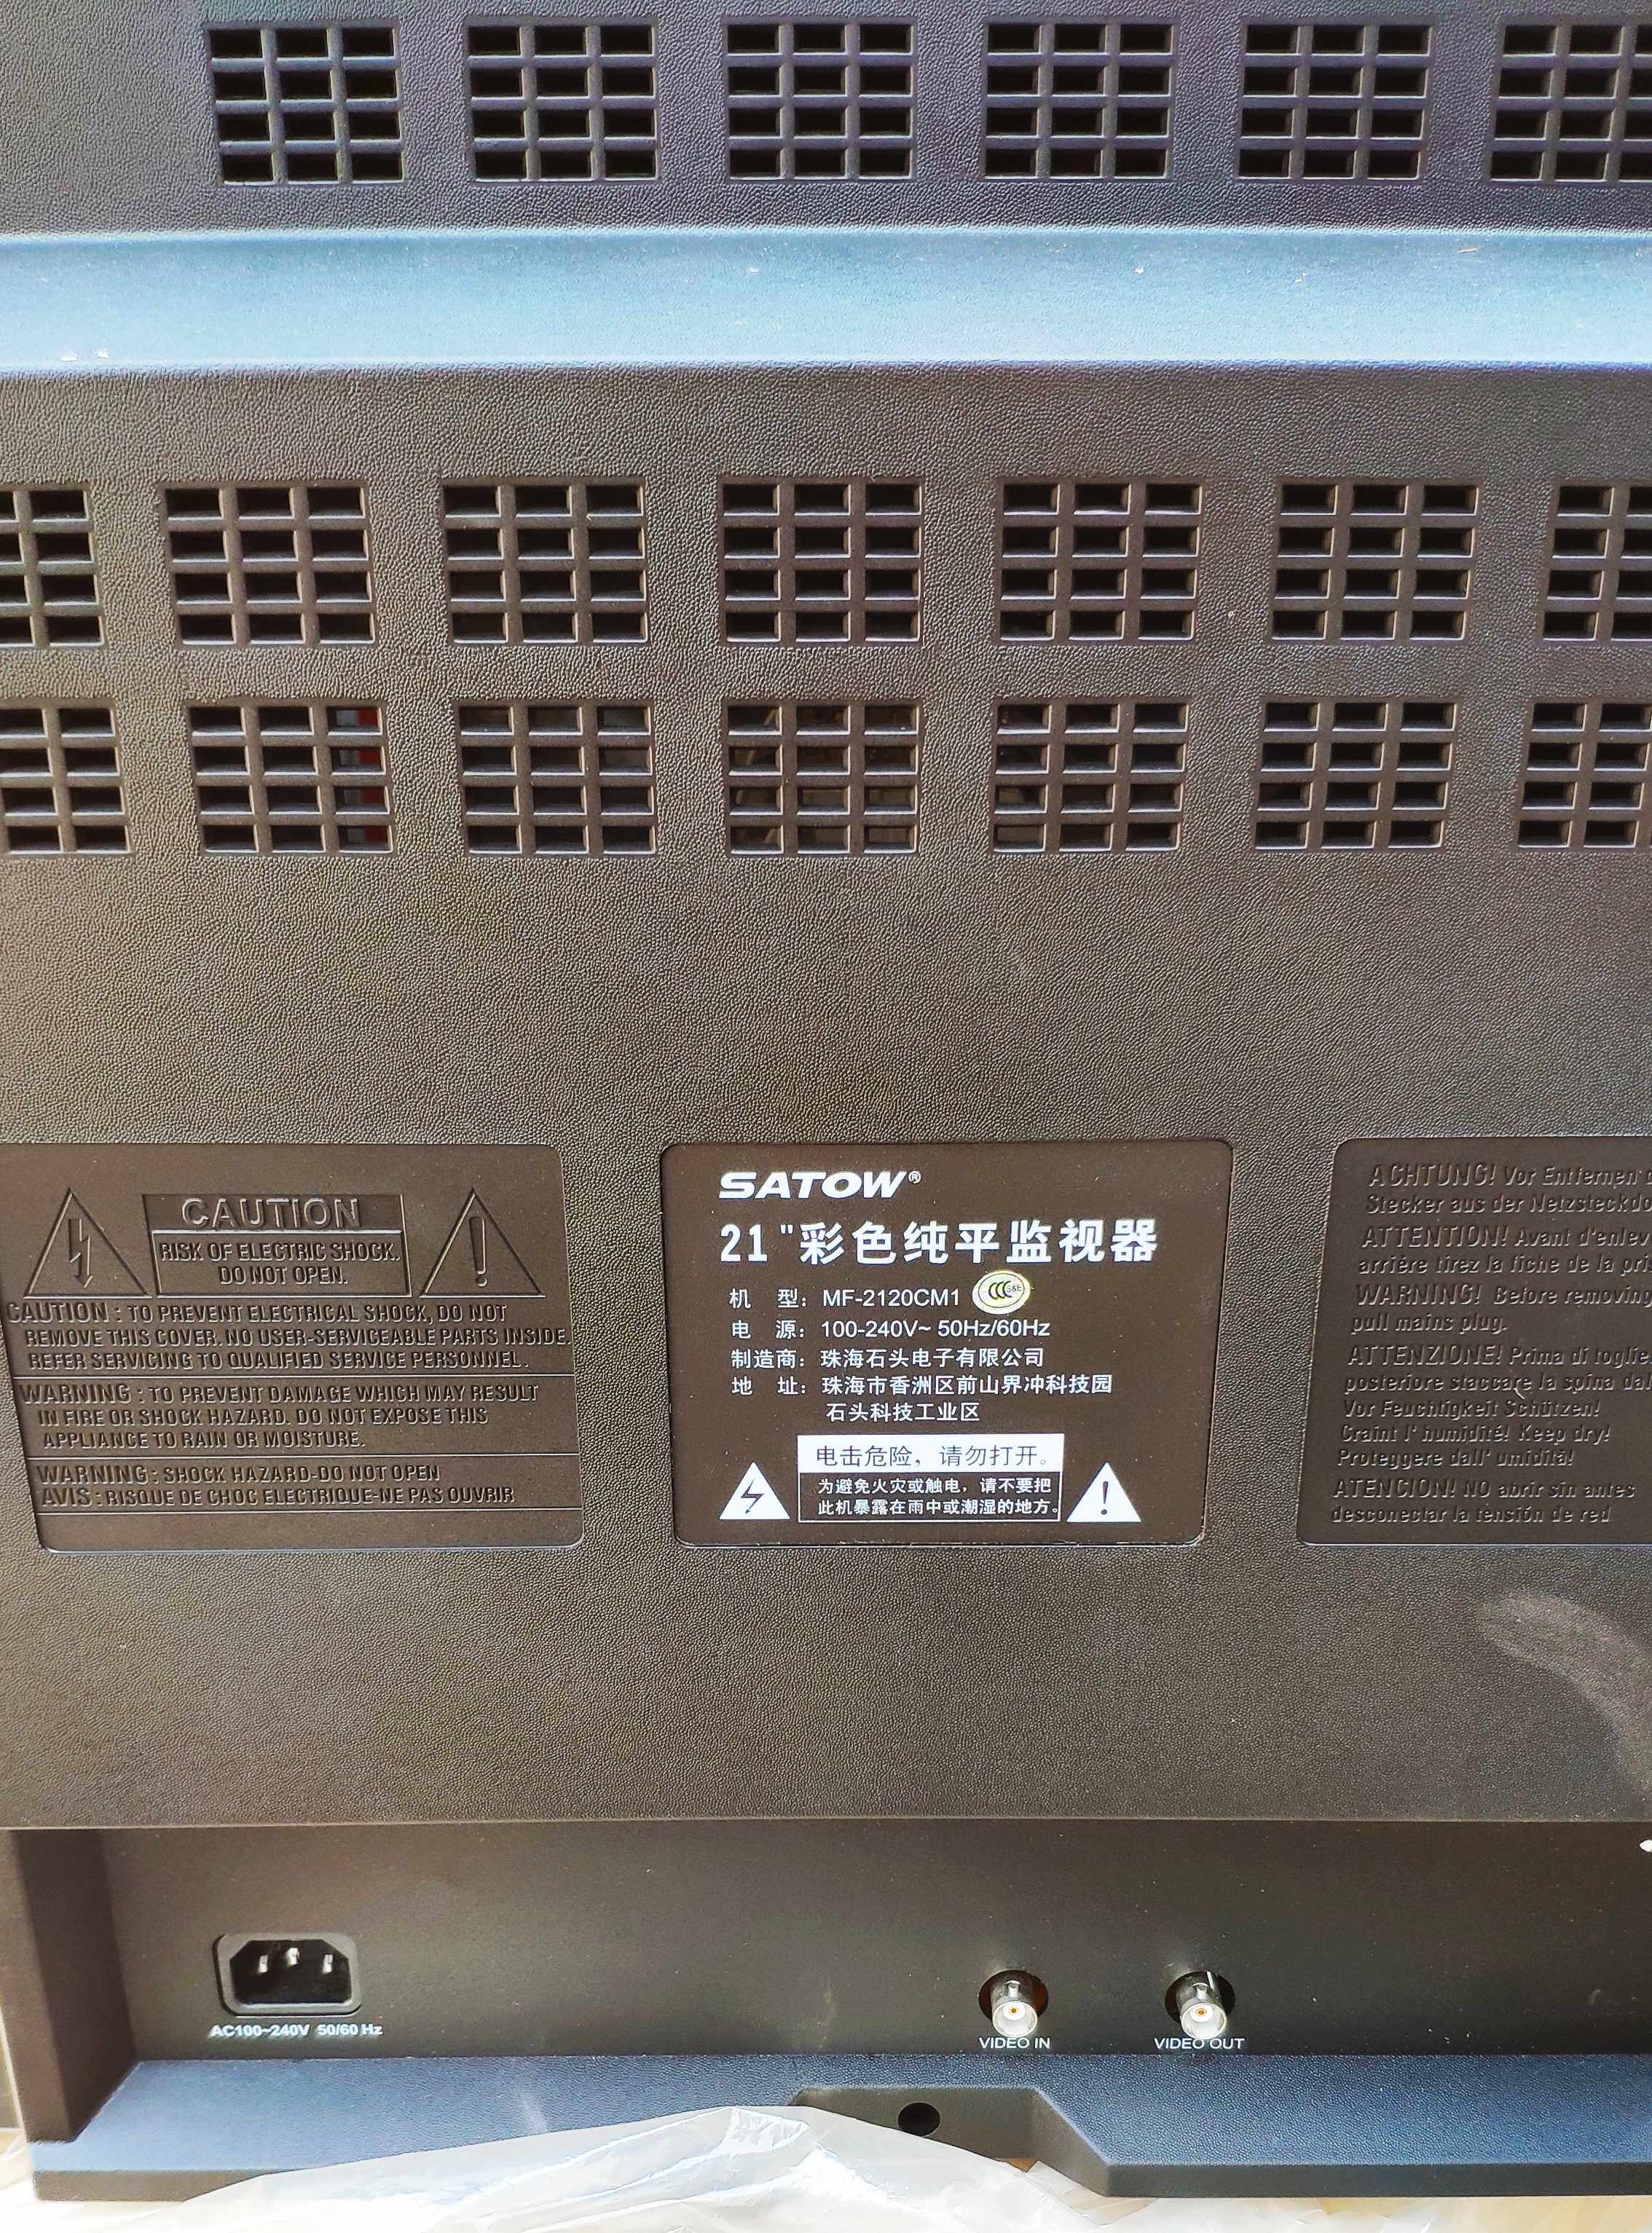 CAUTION
RISK OF ELECTRIC SHOCK.
DO NOT OPEN.
CAUTION : TO PREVENT ELECTRICAL SHOCK, DO NOT
REMOVE THIS COVER. NO USER-SERVICEABLE PARTS INSIDE.
REFER SERVICING TO QUALIFIED SERVICE PERSONNEL.
WARNING : TO PREVENT DAMAGE WHICH MAY RESULT
IN FIRE OR SHOCK HAZARD. DO NOT EXPOSE THIS
APPLIANCE TO RAIN OR MOISTURE.
WARNING : SHOCK HAZARD-DO NOT OPEN
AVIS : RISQUE DE CHOC ELECTRIQUE-NE PAS OUVRIR
SATOW®
21"彩色纯平监视器
机 型：MF-2120CM1 CCC S&E
电 源：100-240V~ 50Hz/60Hz
制造商：珠海石头电子有限公司
地 址：珠海市香洲区前山界冲科技园
石头科技工业区
电击危险，请勿打开。
为避免火灾或触电，请不要把
此机暴露在雨中或潮湿的地方。
ACHTUNG! Vor Entfernen
Stecker aus der
ATTENTION! Avant
arrière tirez la fiche de la
WARNING! Before removing
pull mains plug.
ATTENZIONE! Prima di
posteriore staccare la spina
Vor Feuchtigkeit Schützen!
Craint l' humidité! Keep dry!
Proteggere dall' umidità!
ATENCION! NO abrir sin antes
desconectar la tensión de red
AC100~240V 50/60 Hz
VIDEO IN
VIDEO OUT